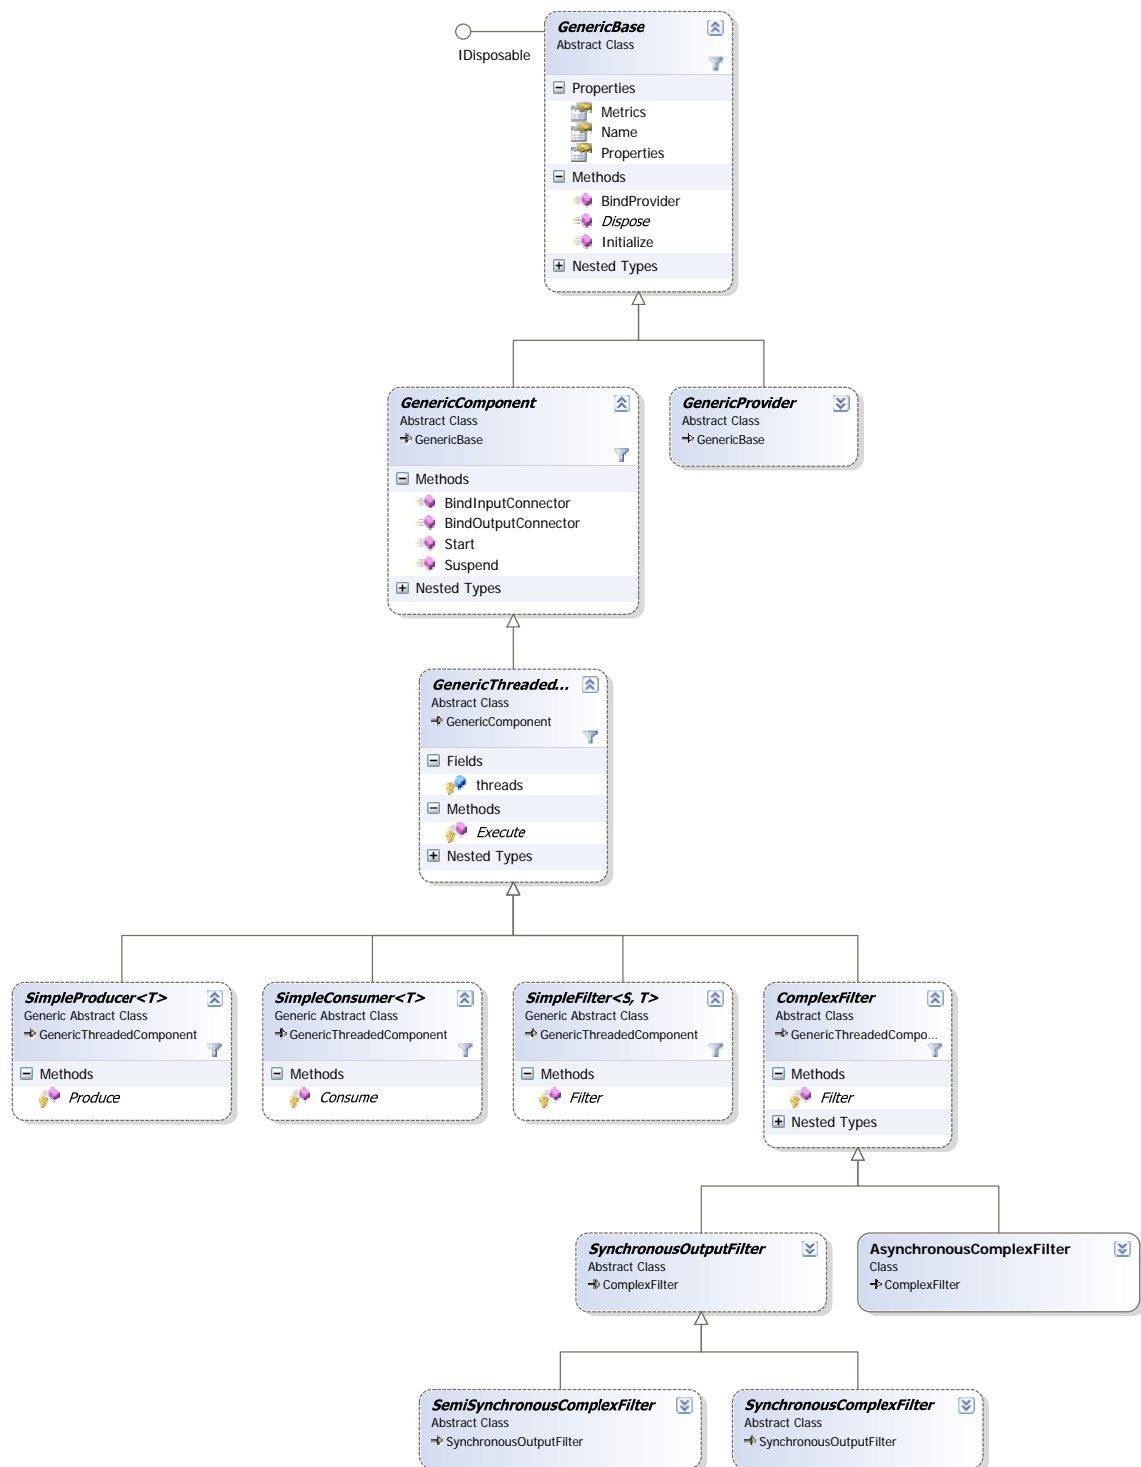 GenericBase
Abstract Class
IDisposable
Properties
Metrics
Name
Properties
Methods
BindProvider
Dispose
Initialize
Nested Types
GenericComponent
Abstract Class
GenericBase
Methods
BindInputConnector
BindOutputConnector
Start
Suspend
Nested Types
GenericProvider
Abstract Class
GenericBase
GenericThreaded...
Abstract Class
GenericComponent
Fields
threads
Methods
Execute
Nested Types
SimpleProducer<T>
Generic Abstract Class
GenericThreadedComponent
Methods
Produce
SimpleConsumer<T>
Generic Abstract Class
GenericThreadedComponent
Methods
Consume
SimpleFilter<S, T>
Generic Abstract Class
GenericThreadedComponent
Methods
Filter
ComplexFilter
Abstract Class
GenericThreadedCompo...
Methods
Filter
Nested Types
SynchronousOutputFilter
Abstract Class
ComplexFilter
AsynchronousComplexFilter
Class
ComplexFilter
SemiSynchronousComplexFilter
Abstract Class
SynchronousOutputFilter
SynchronousComplexFilter
Abstract Class
SynchronousOutputFilter